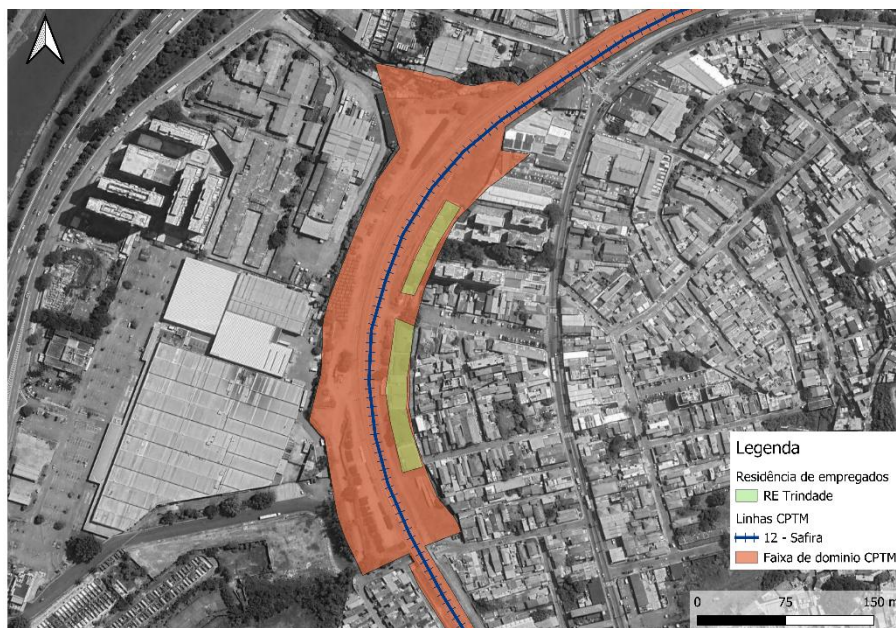 Legenda
Residência de empregados
RE Trindade
Linhas CPTM
12 - Safira
Faixa de dominio CPTM
0 75 150 m